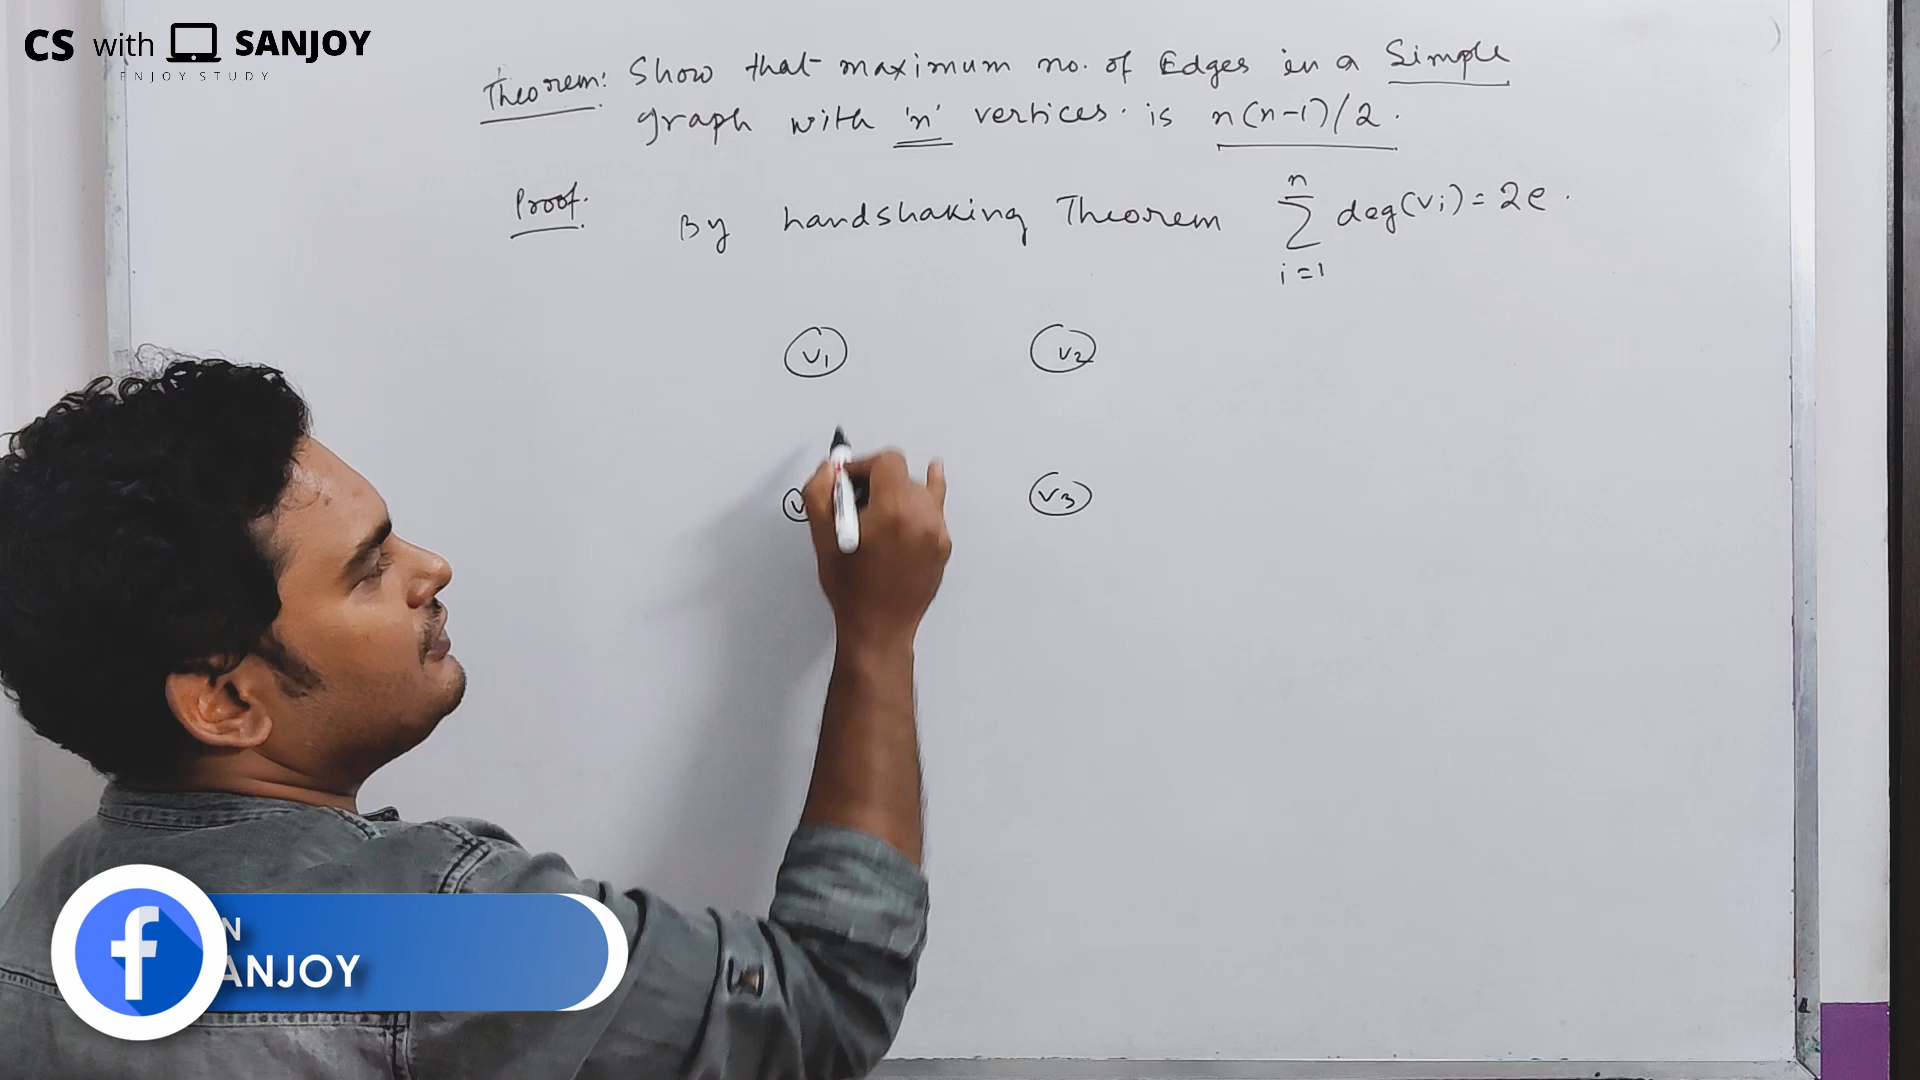 CS with SANJOY
ENJOY STUDY
Theorem: Show that maximum no. of Edges in a Simple
graph with 'n' vertices is n(n-1)/2.
Proof. By handshaking Theorem n∑i=1 deg(vi) = 2e.
v1 v2
v3
N
ANJOY